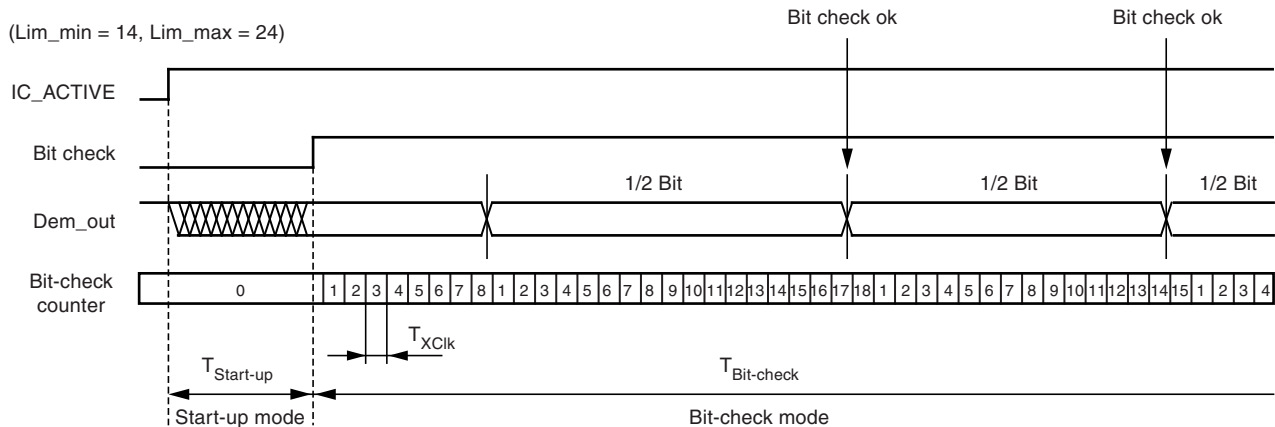 Bit check ok Bit check ok
(Lim_min = 14, Lim_max = 24)
IC_ACTIVE
Bit check
1/2 Bit 1/2 Bit 1/2 Bit
Dem_out
Bit-check
counter
0 1 2 3 4 5 6 7 8 1 2 3 4 5 6 7 8 9 10 11 12 13 14 15 16 17 18 1 2 3 4 5 6 7 8 9 10 11 12 13 14 15 1 2 3 4
TXClk
TStart-up TBit-check
Start-up mode Bit-check mode